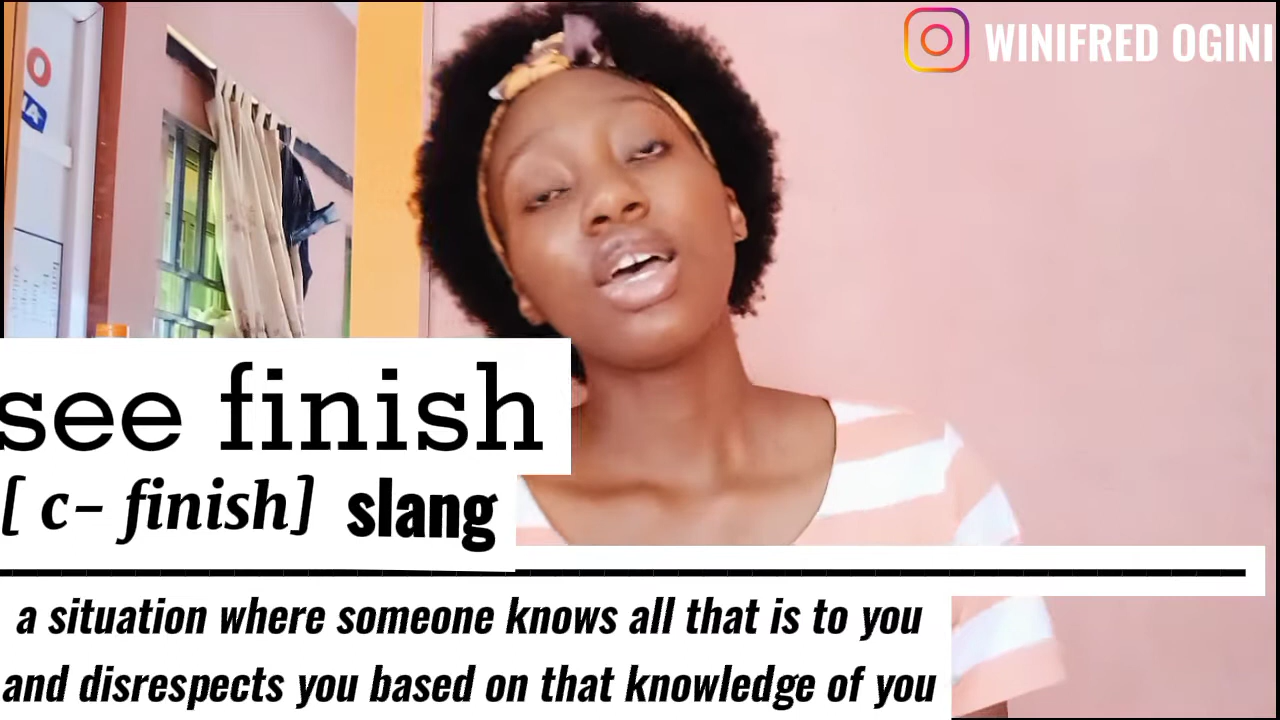 WINIFRED OGINI
see finish
[ c- finish] slang
a situation where someone knows all that is to you
and disrespects you based on that knowledge of you